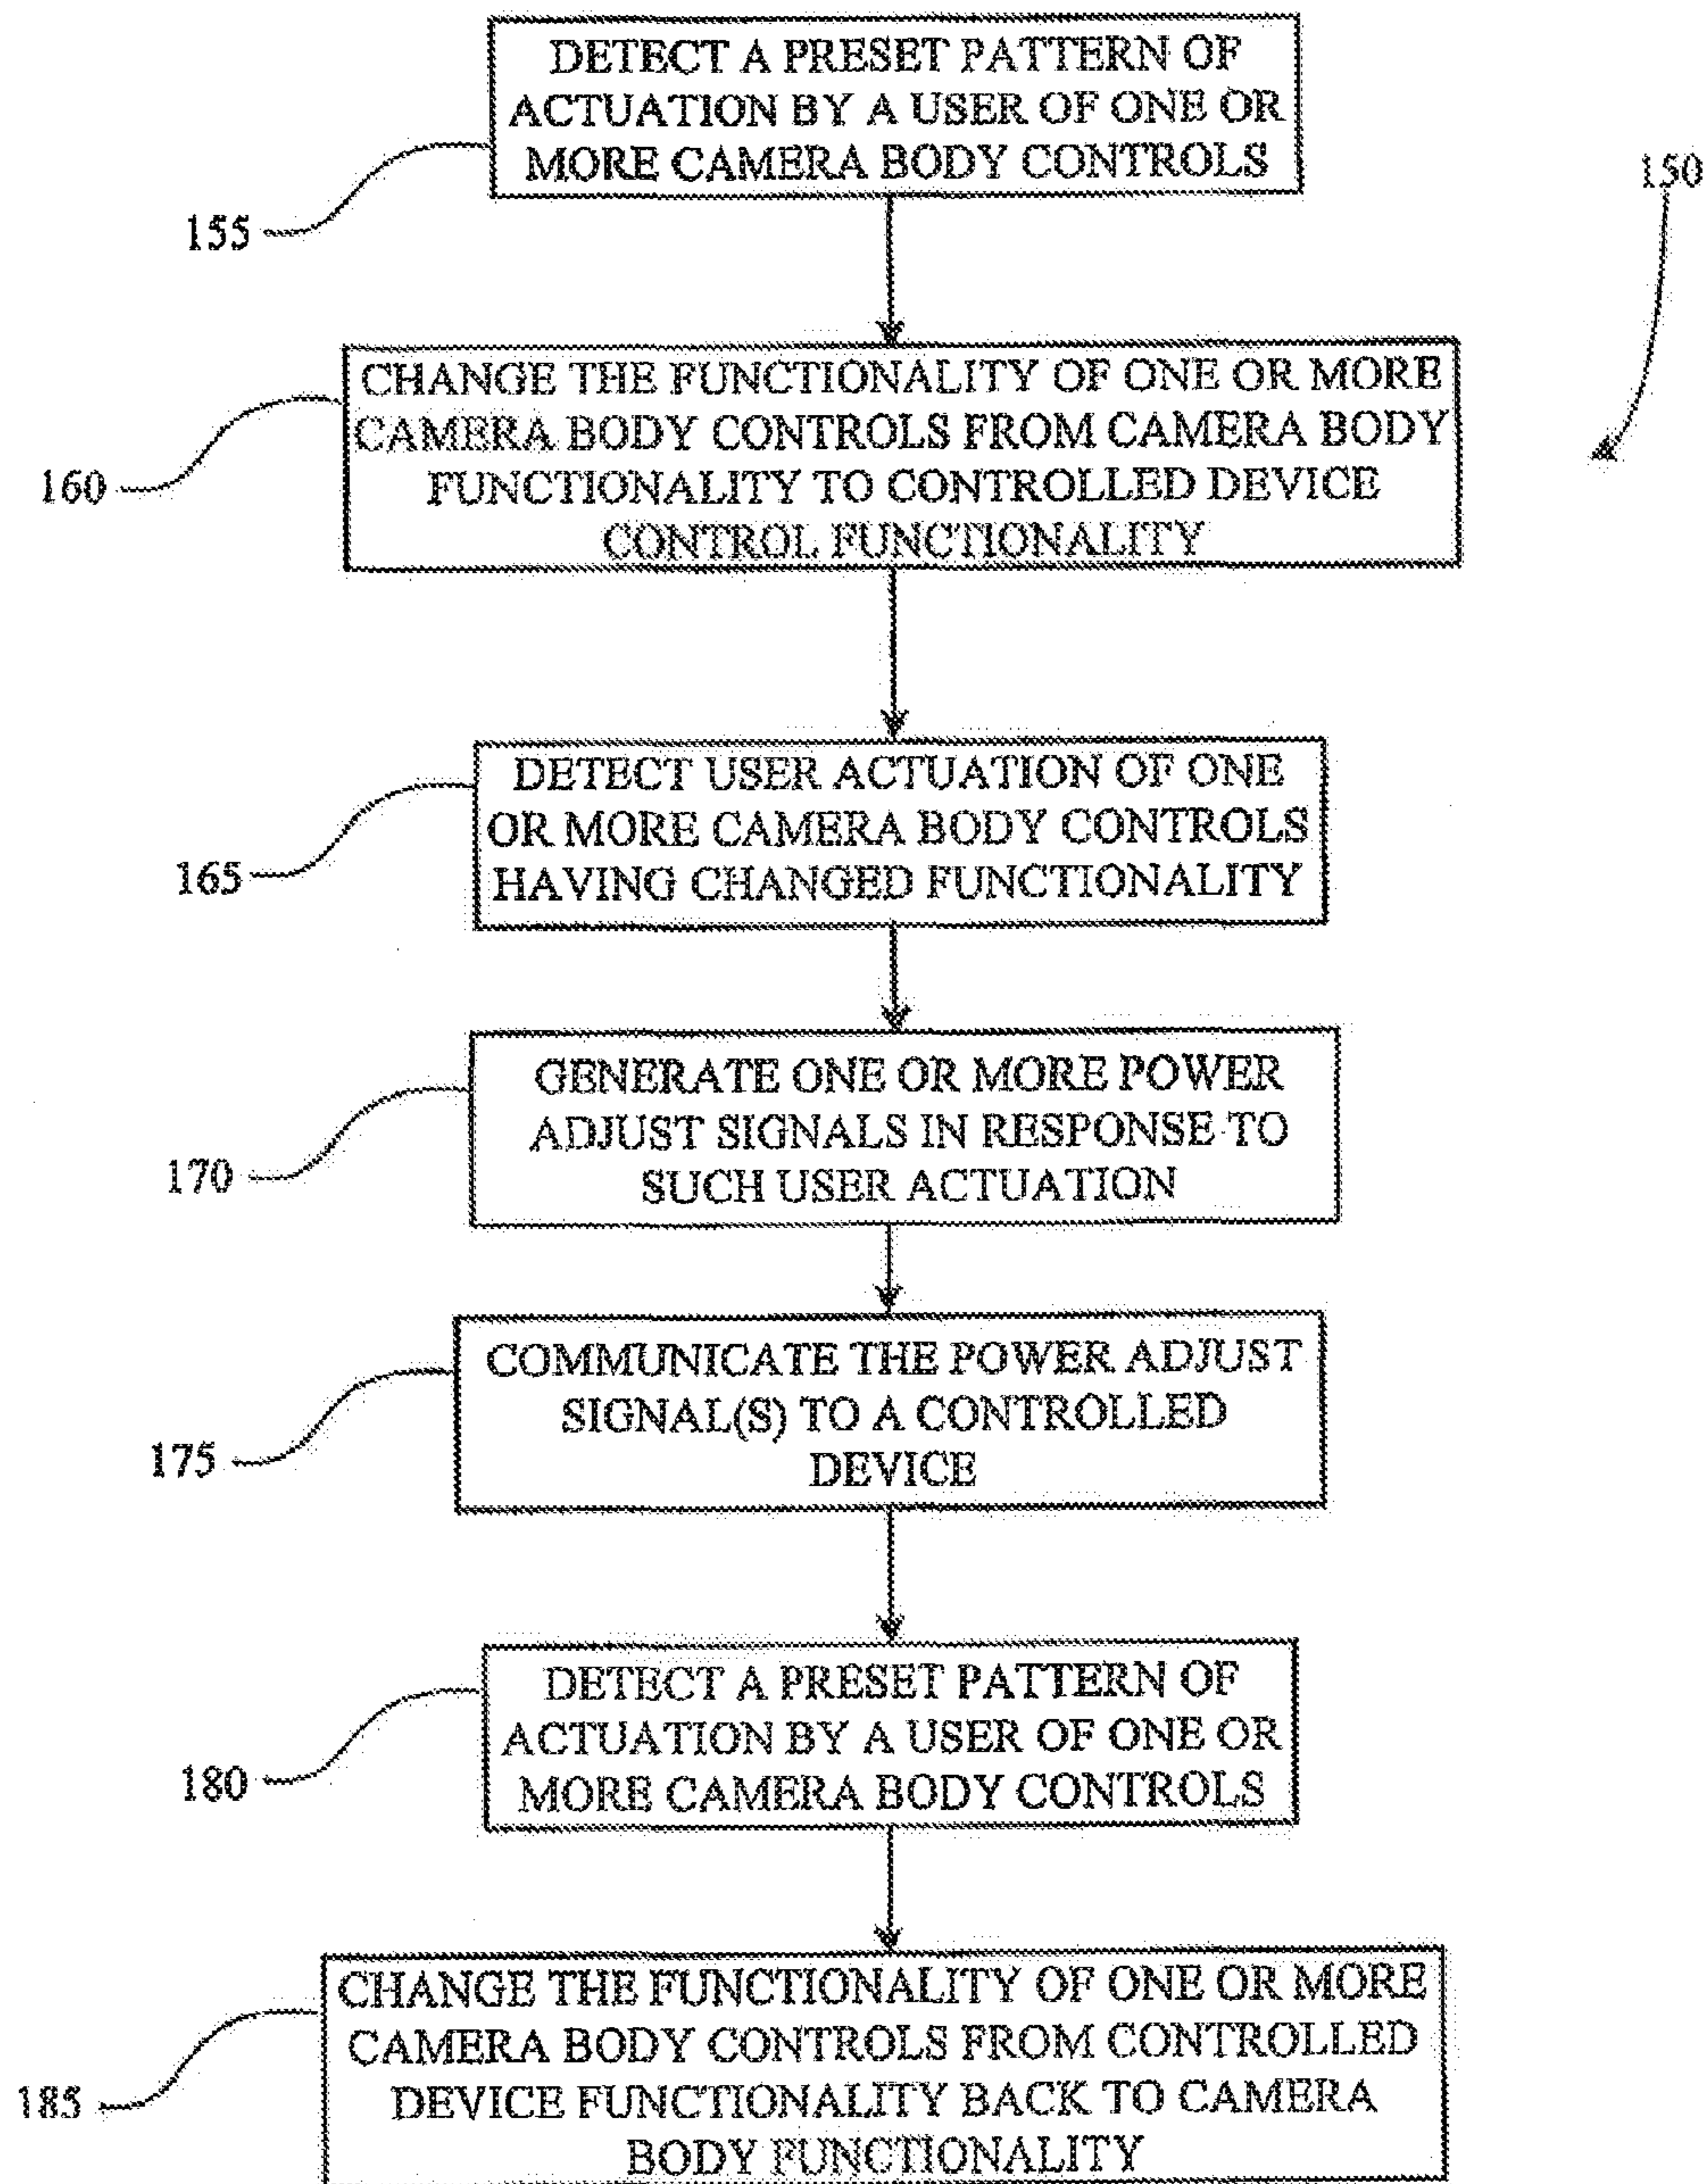 DETECT A PRESET PATTERN OF
ACTUATION BY A USER OF ONE OR
MORE CAMERA BODY CONTROLS
150
155
CHANGE THE FUNCTIONALITY OF ONE OR MORE
CAMERA BODY CONTROLS FROM CAMERA BODY
FUNCTIONALITY TO CONTROLLED DEVICE
CONTROL FUNCTIONALITY
160
DETECT USER ACTUATION OF ONE
OR MORE CAMERA BODY CONTROLS
HAVING CHANGED FUNCTIONALITY
165
GENERATE ONE OR MORE POWER
ADJUST SIGNALS IN RESPONSE TO
SUCH USER ACTUATION
170
COMMUNICATE THE POWER ADJUST
SIGNAL(S) TO A CONTROLLED
DEVICE
175
DETECT A PRESET PATTERN OF
ACTUATION BY A USER OF ONE OR
MORE CAMERA BODY CONTROLS
180
CHANGE THE FUNCTIONALITY OF ONE OR MORE
CAMERA BODY CONTROLS FROM CONTROLLED
DEVICE FUNCTIONALITY BACK TO CAMERA
BODY FUNCTIONALITY
185